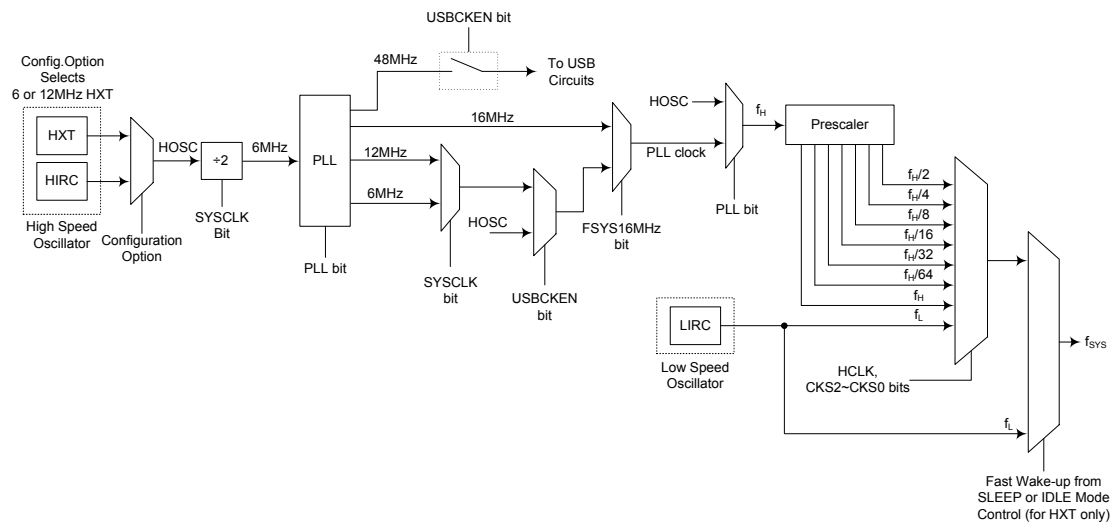 USBCKEN bit
Config.Option
Selects
6 or 12MHz HXT
48MHz
To USB
Circuits
HOSC
fH
Prescaler
HXT
HIRC
HOSC
÷2
6MHz
PLL
16MHz
12MHz
6MHz
HOSC
PLL clock
SYSCLK
Bit
High Speed
Oscillator
Configuration
Option
PLL bit
SYSCLK
bit
USBCKEN
bit
FSYS16MHz
bit
PLL bit
fH/2
fH/4
fH/8
fH/16
fH/32
fH/64
fH
fL
LIRC
Low Speed
Oscillator
HCLK,
CKS2~CKS0 bits
fSYS
fL
Fast Wake-up from
SLEEP or IDLE Mode
Control (for HXT only)